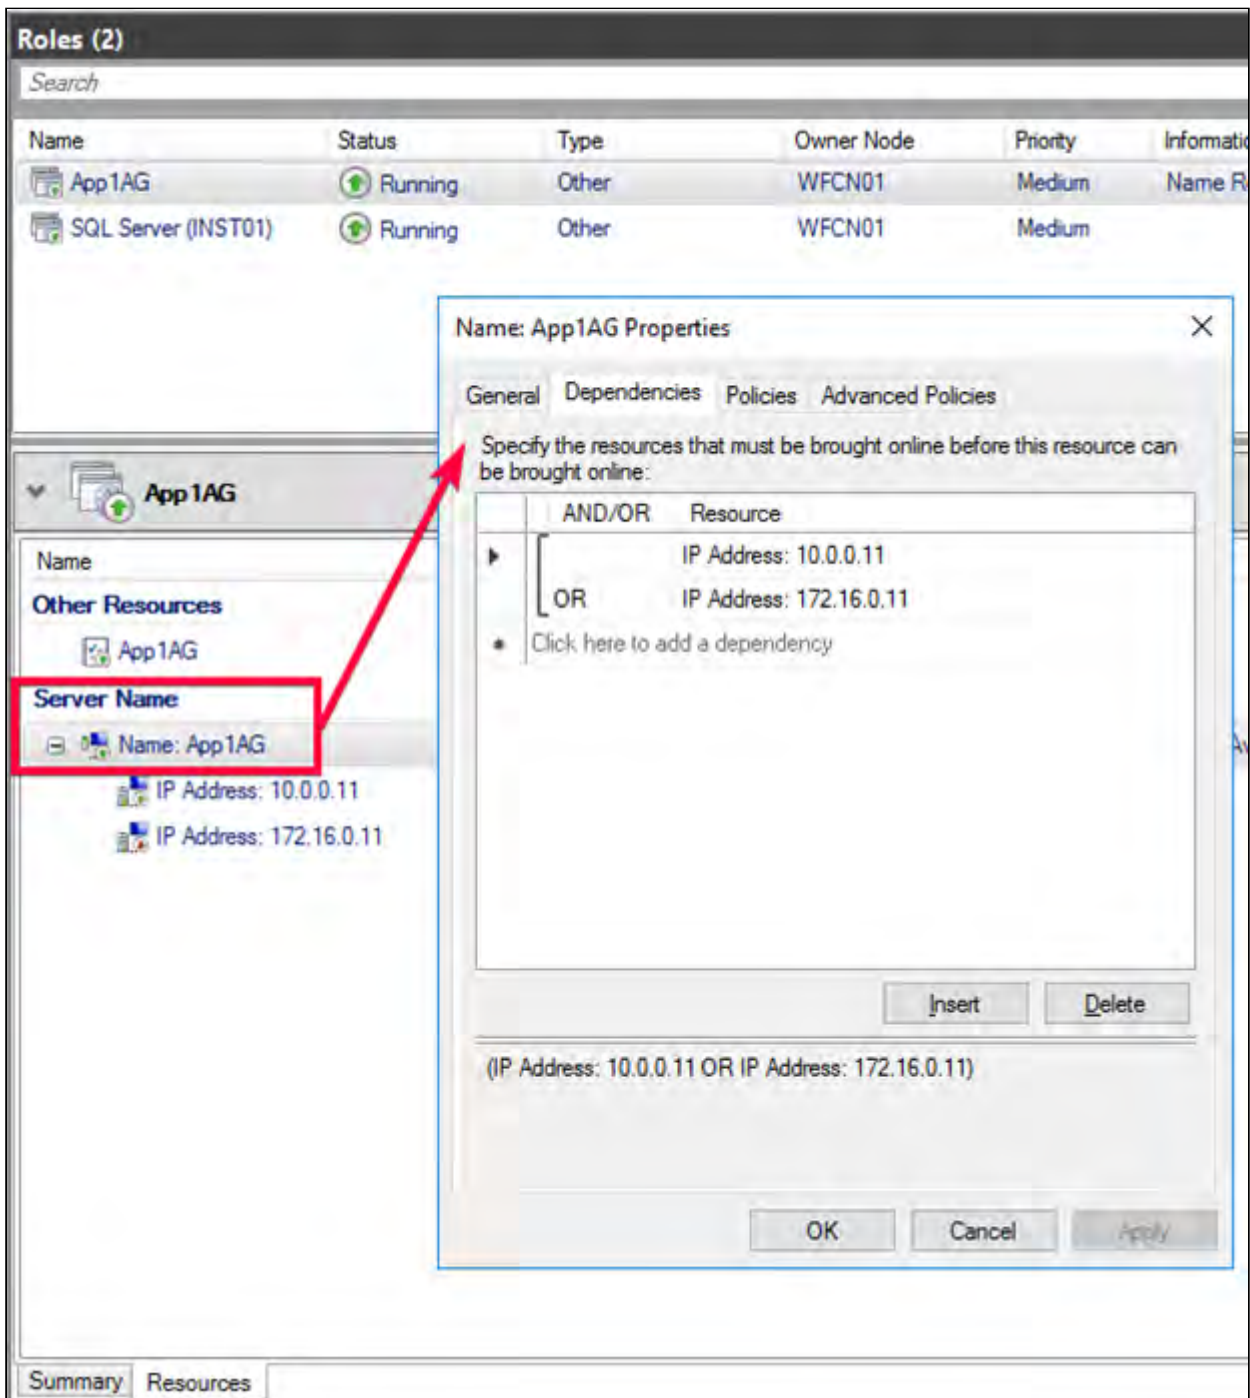 Roles (2)
Search
Name Status Type Owner Node Priority Informatio
App1AG Running Other WFCN01 Medium Name R
SQL Server (INST01) Running Other WFCN01 Medium
Name: App1AG Properties
General Dependencies Policies Advanced Policies
Specify the resources that must be brought online before this resource can
be brought online:
AND/OR Resource
IP Address: 10.0.0.11
OR IP Address: 172.16.0.11
Click here to add a dependency
Insert Delete
(IP Address: 10.0.0.11 OR IP Address: 172.16.0.11)
OK Cancel Apply
App1AG
Name
Other Resources
App1AG
Server Name
Name: App1AG
IP Address: 10.0.0.11
IP Address: 172.16.0.11
Summary Resources